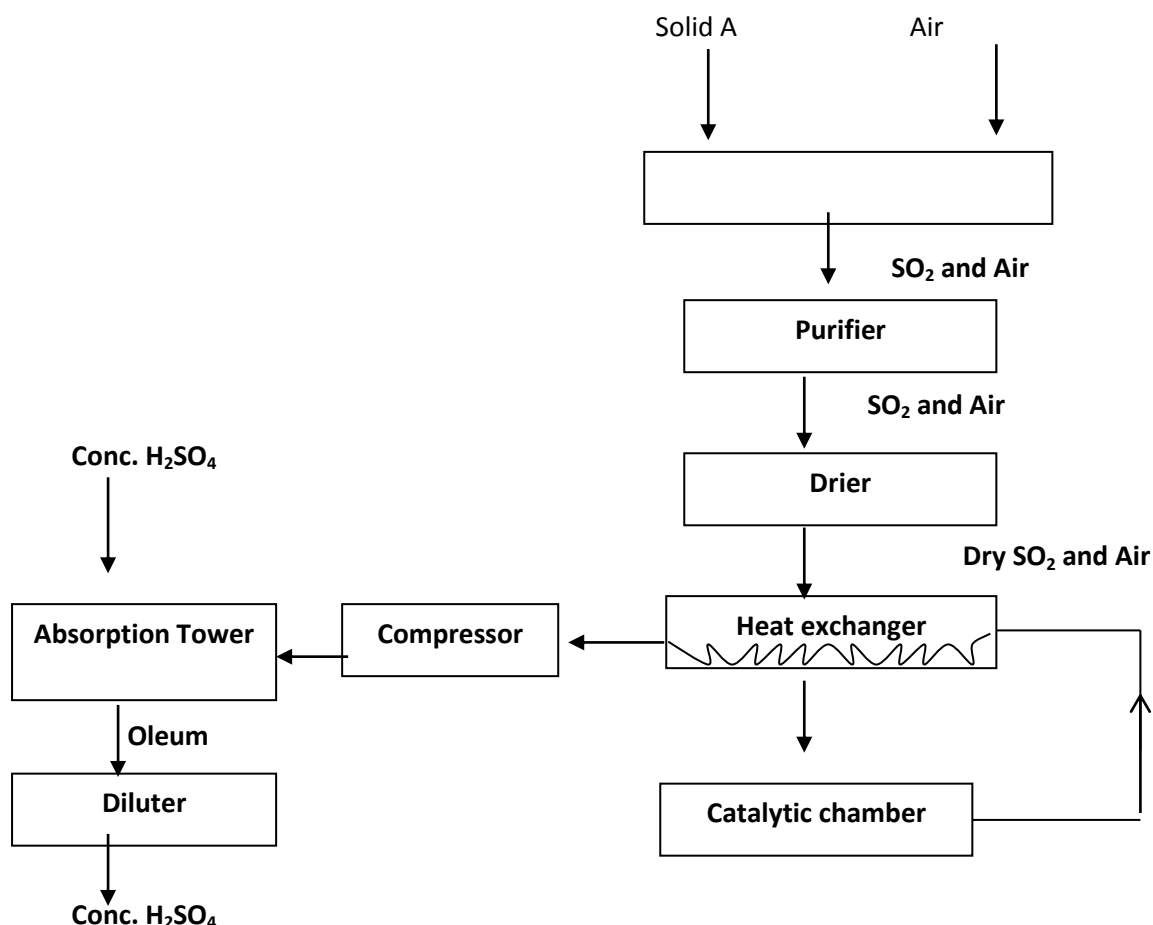 Solid A
Air
SO₂ and Air
Purifier
SO₂ and Air
Conc. H₂SO₄
Drier
Dry SO₂ and Air
Absorption Tower
Compressor
Heat exchanger
Oleum
Diluter
Catalytic chamber
Conc. H₂SO₄